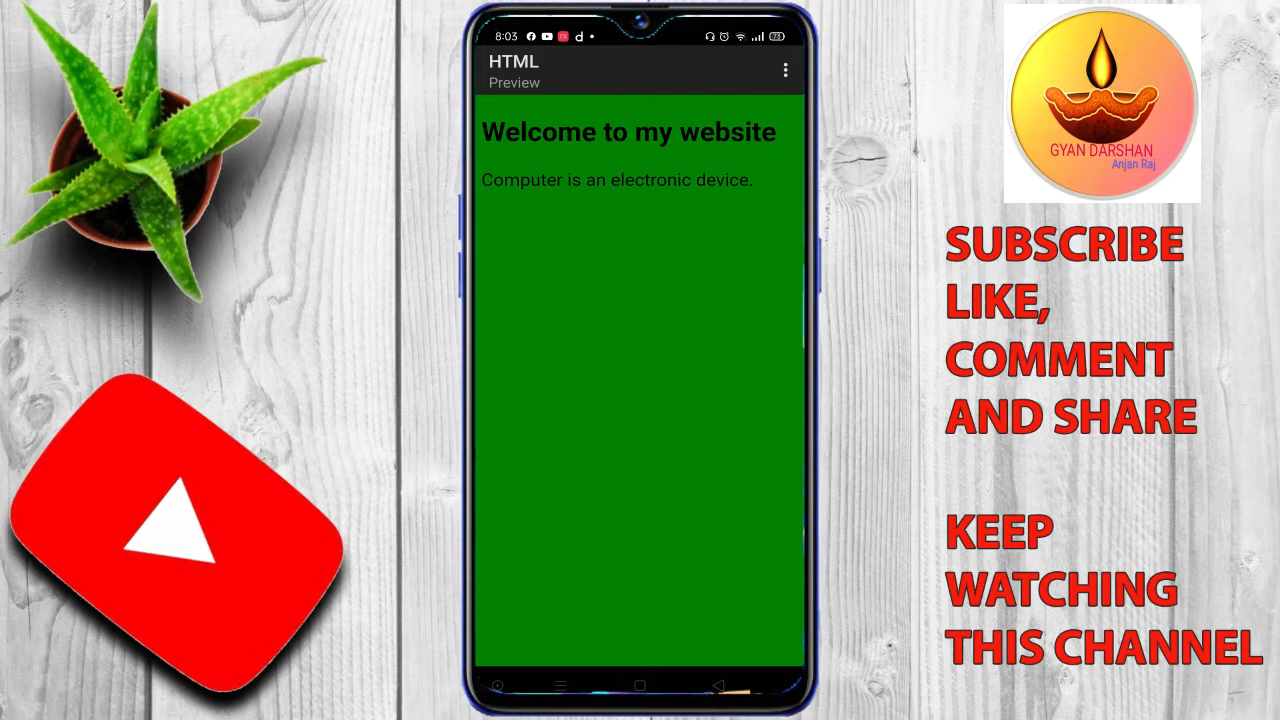 8:03
73
HTML
Preview
Welcome to my website
Computer is an electronic device.
GYAN DARSHAN
Anjan Raj
SUBSCRIBE
LIKE,
COMMENT
AND SHARE
KEEP
WATCHING
THIS CHANNEL